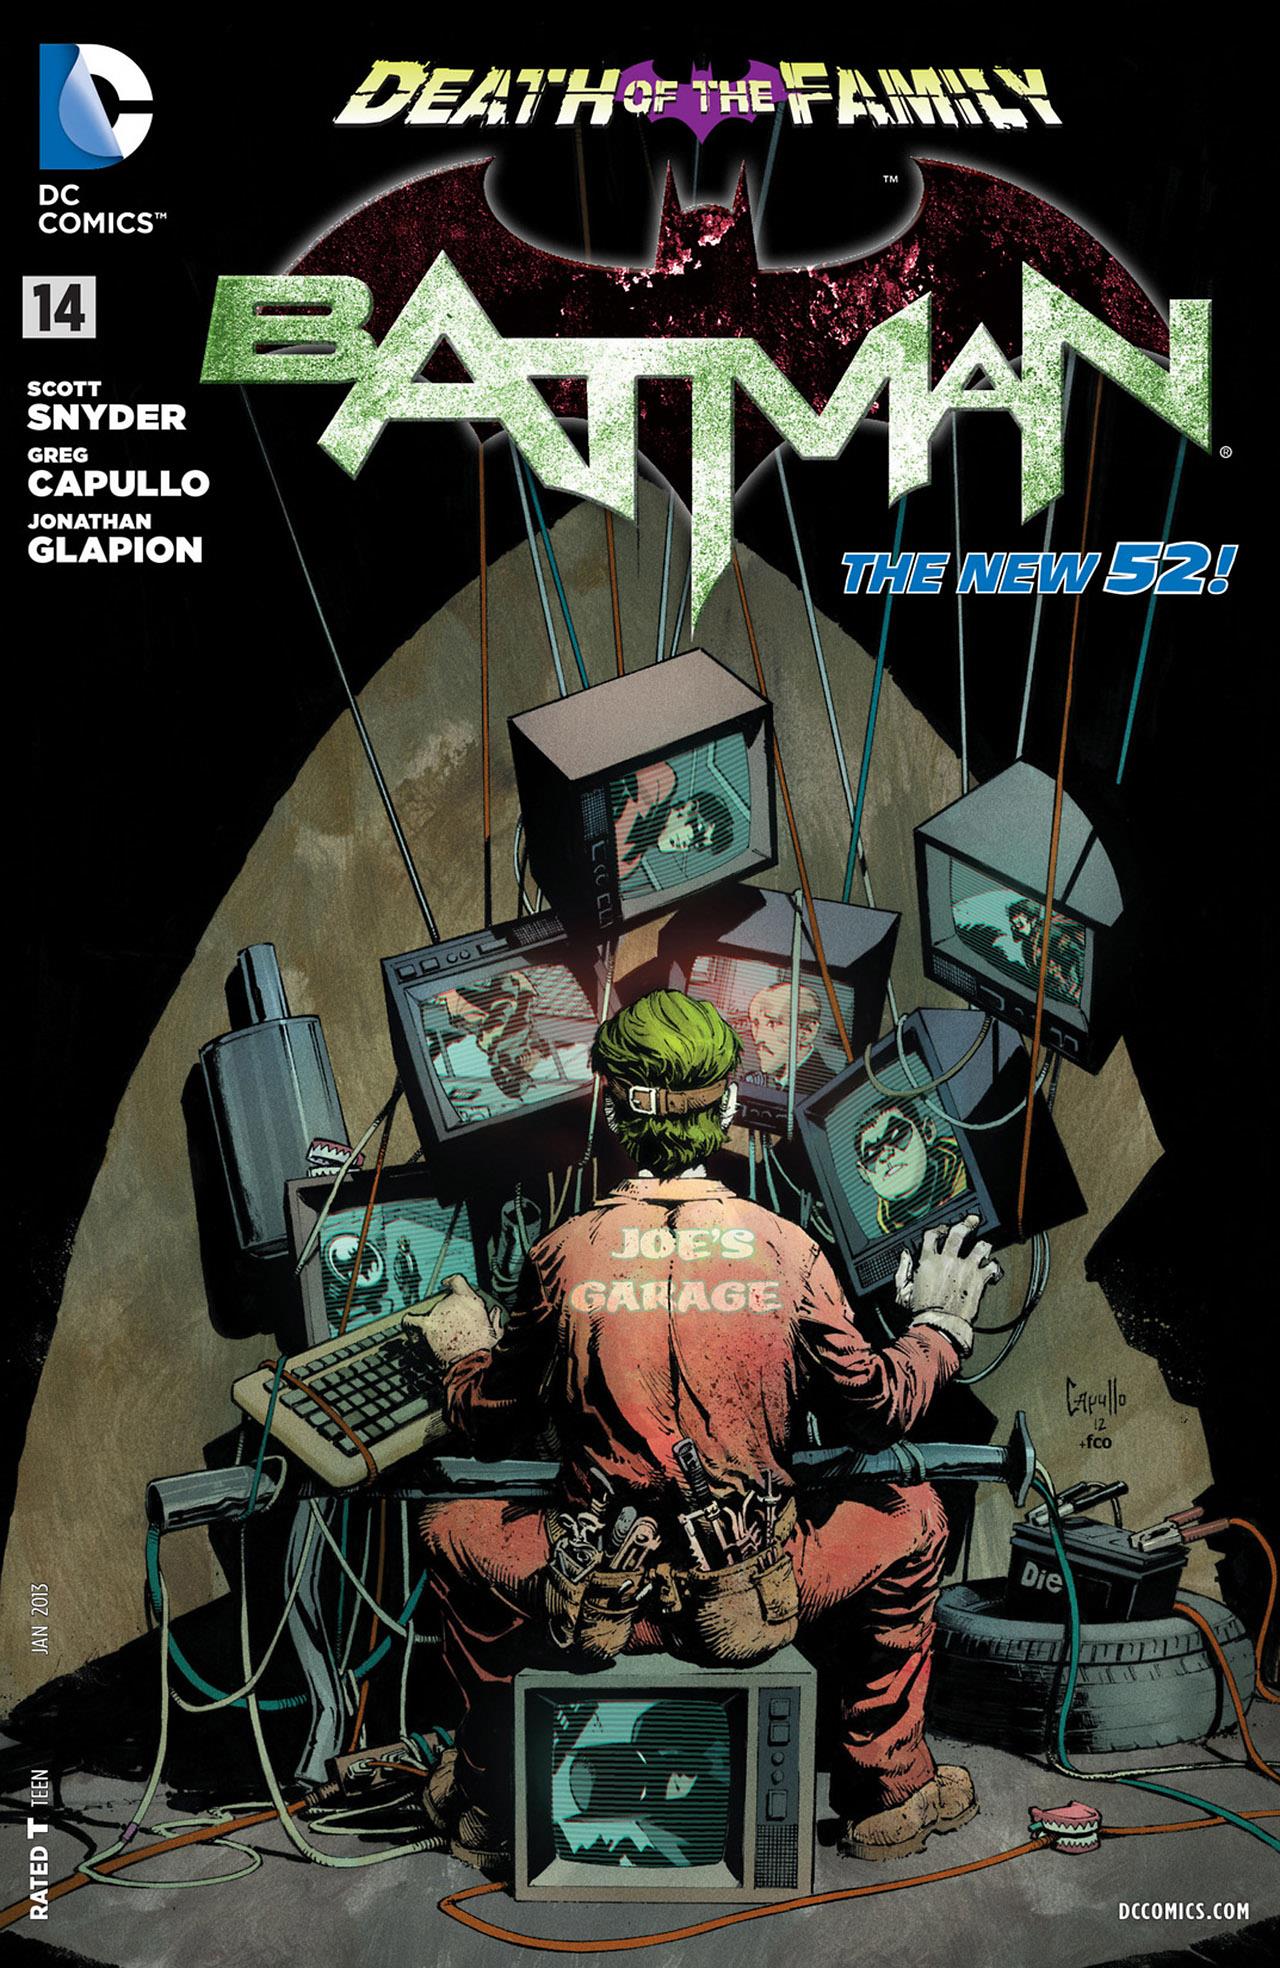 DEATH OF THE FAMILY
DC
COMICS™
™
BATMAN®
14
SCOTT
SNYDER
GREG
CAPULLO
JONATHAN
GLAPION
THE NEW 52!
JOE'S
GARAGE
Capullo
12
+fco
Die
JAN 2013
RATED T TEEN
DCCOMICS.COM